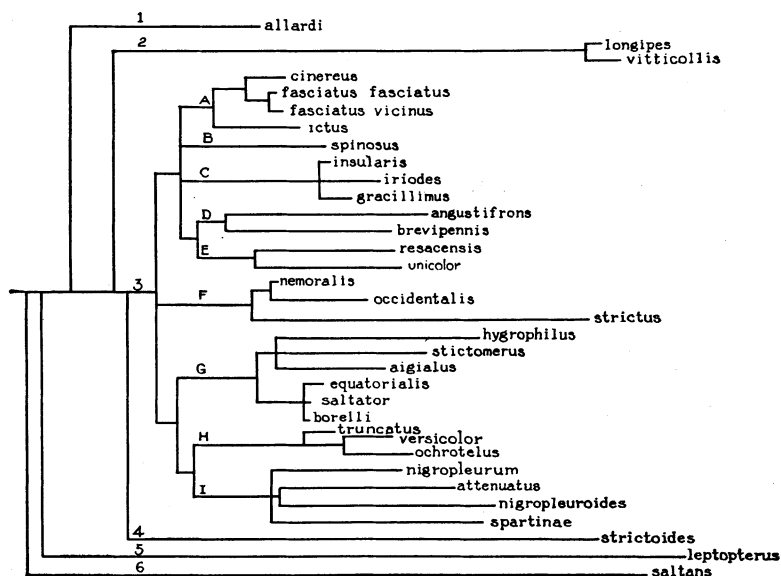 1 allardi
2 longipes
vitticollis
cinereus
A fasciatus fasciatus
fasciatus vicinus
ictus
B spinosus
insularis
C iriodes
gracillimus
D angustifrons
brevipennis
E resacensis
unicolor
3 nemoralis
F occidentalis
strictus
hygrophilus
stictomerus
G aigialus
equatorialis
saltator
borelli
truncatus
H versicolor
ochrotelus
nigropleurum
I attenuatus
nigropleuroides
spartinae
4 strictoides
5 leptopterus
6 saltans